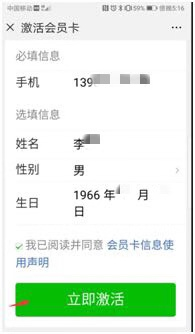 中国移动 59% 傍晚5:16
× 激活会员卡
必填信息
手机 139
选填信息
姓名 李
性别 男
生日 1966 年 月
日
我已阅读并同意 会员卡信息使
用声明
立即激活